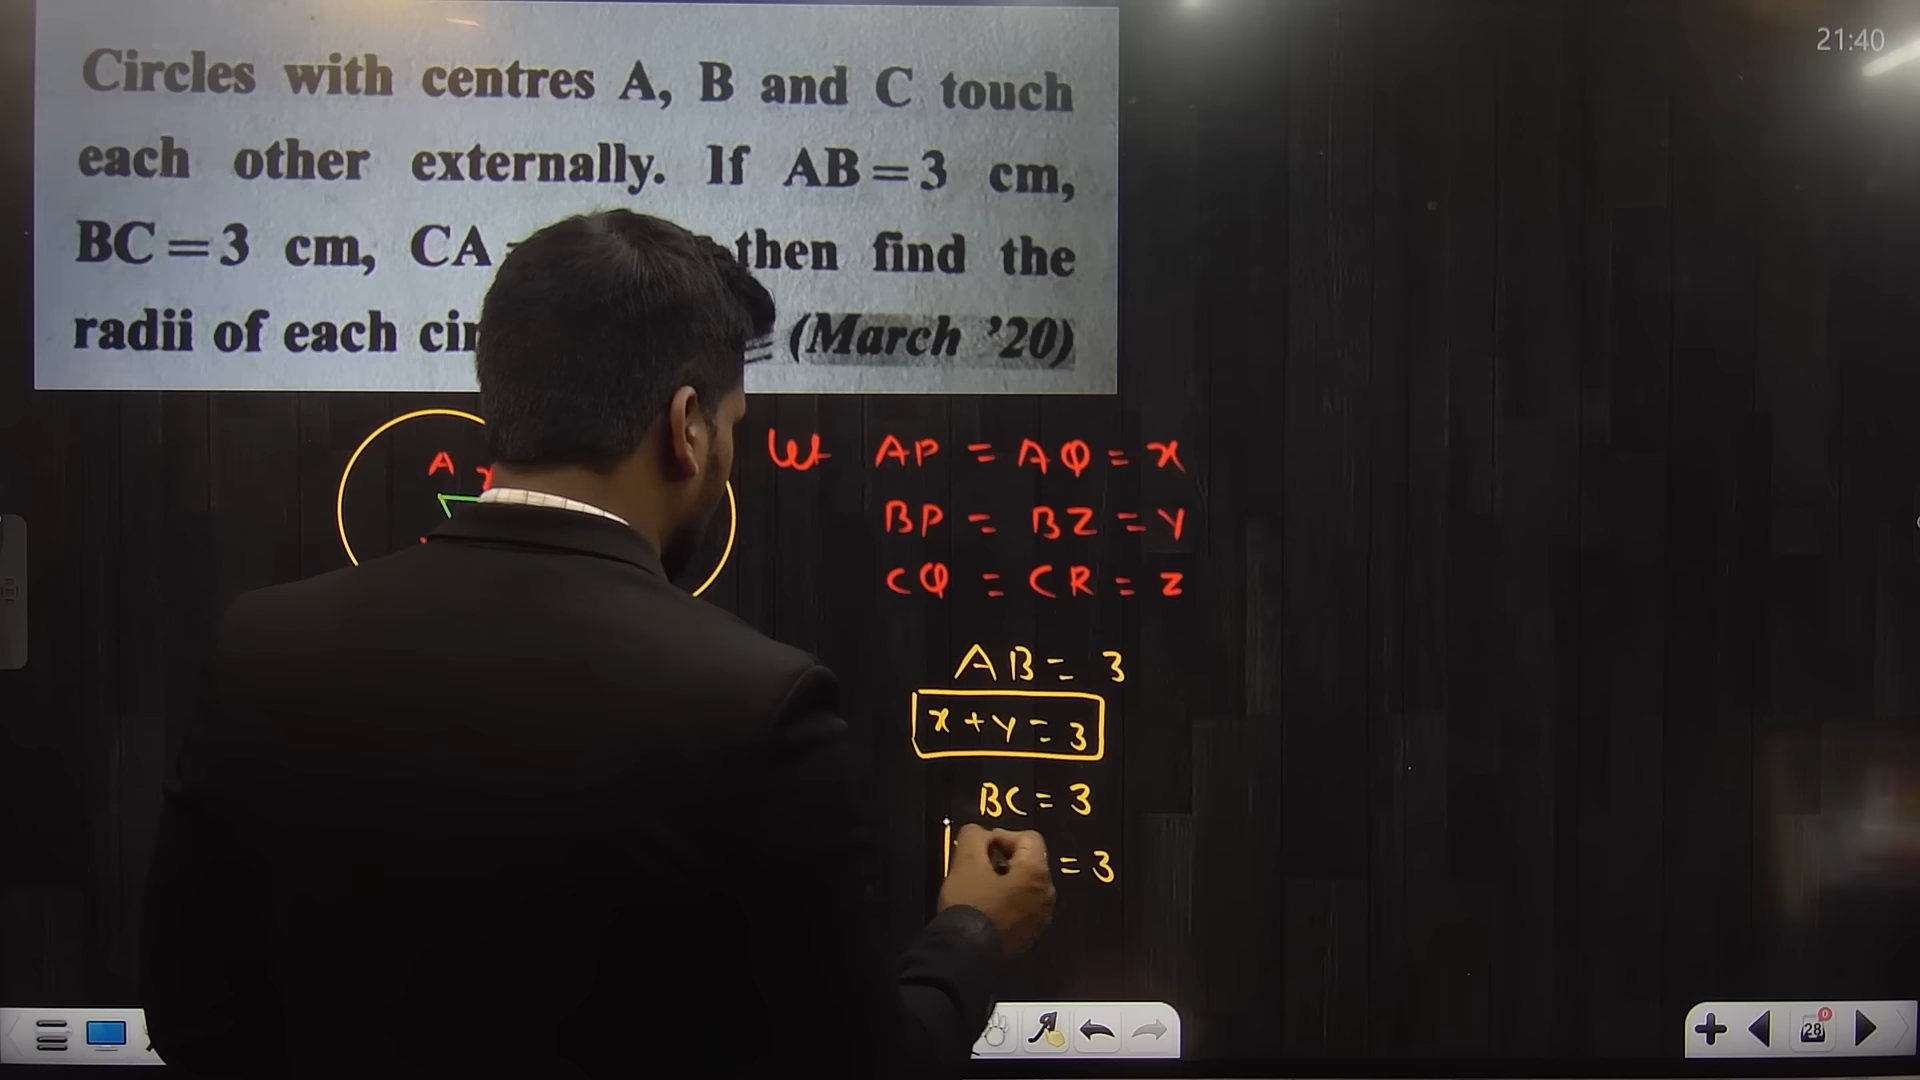 21:40
Circles with centres A, B and C touch
each other externally. If AB = 3 cm,
BC = 3 cm, CA then find the
radii of each (March '20)
A
Let AP = AQ = x
BP = BZ = y
CQ = CR = z
AB = 3
x + y = 3
BC = 3
= 3
28
0